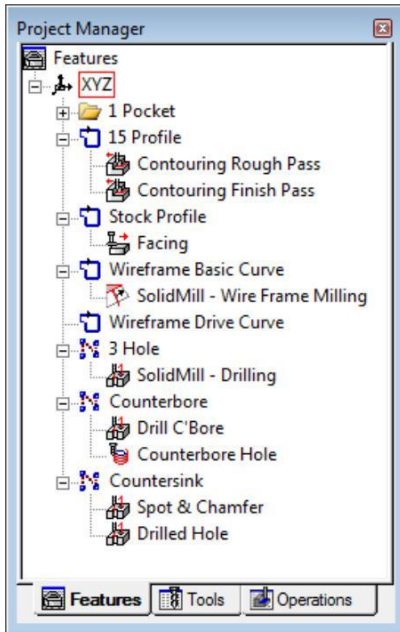 Project Manager
Features
XYZ
1 Pocket
15 Profile
Contouring Rough Pass
Contouring Finish Pass
Stock Profile
Facing
Wireframe Basic Curve
SolidMill - Wire Frame Milling
Wireframe Drive Curve
3 Hole
SolidMill - Drilling
Counterbore
Drill C'Bore
Counterbore Hole
Countersink
Spot & Chamfer
Drilled Hole
Features Tools Operations